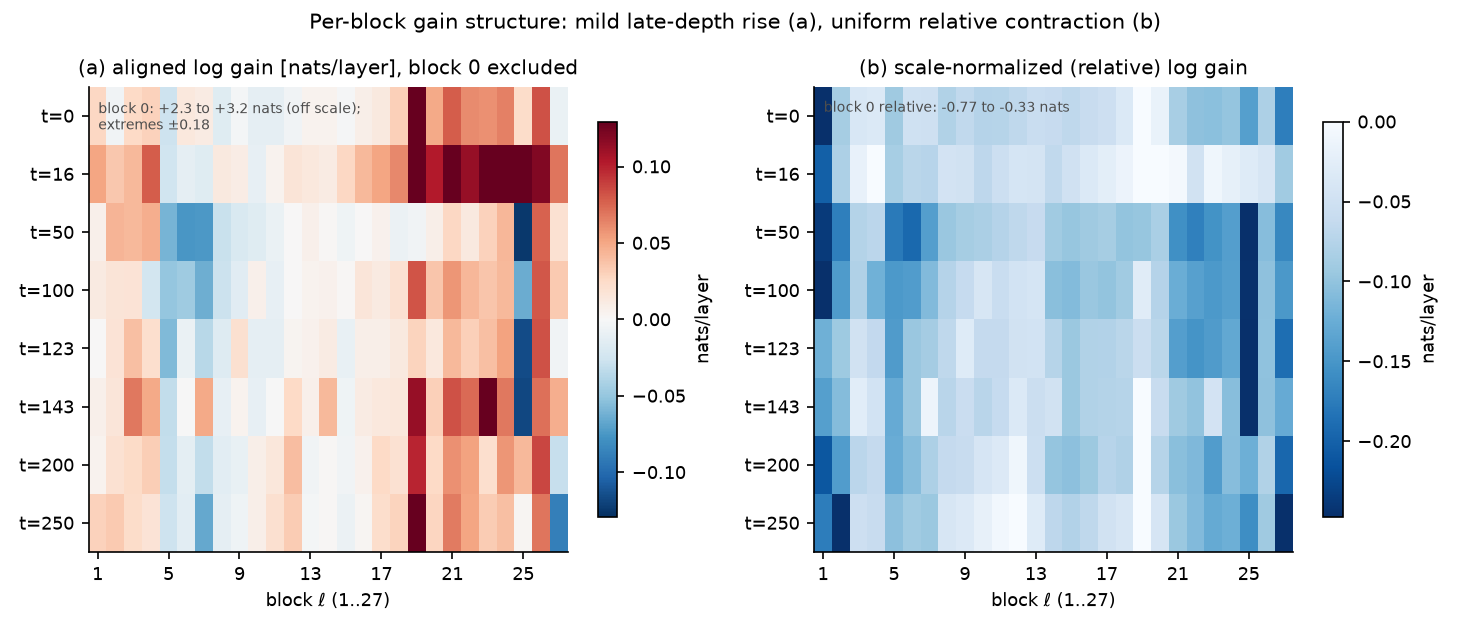 Per-block gain structure: mild late-depth rise (a), uniform relative contraction (b)
(a) aligned log gain [nats/layer], block 0 excluded
block 0: +2.3 to +3.2 nats (off scale);
extremes ±0.18
t=0
t=16
t=50
t=100
t=123
t=143
t=200
t=250
1 5 9 13 17 21 25
block ℓ (1..27)
0.10
0.05
0.00
−0.05
−0.10
nats/layer
(b) scale-normalized (relative) log gain
block 0 relative: -0.77 to -0.33 nats
t=0
t=16
t=50
t=100
t=123
t=143
t=200
t=250
1 5 9 13 17 21 25
block ℓ (1..27)
0.00
−0.05
−0.10
−0.15
−0.20
nats/layer